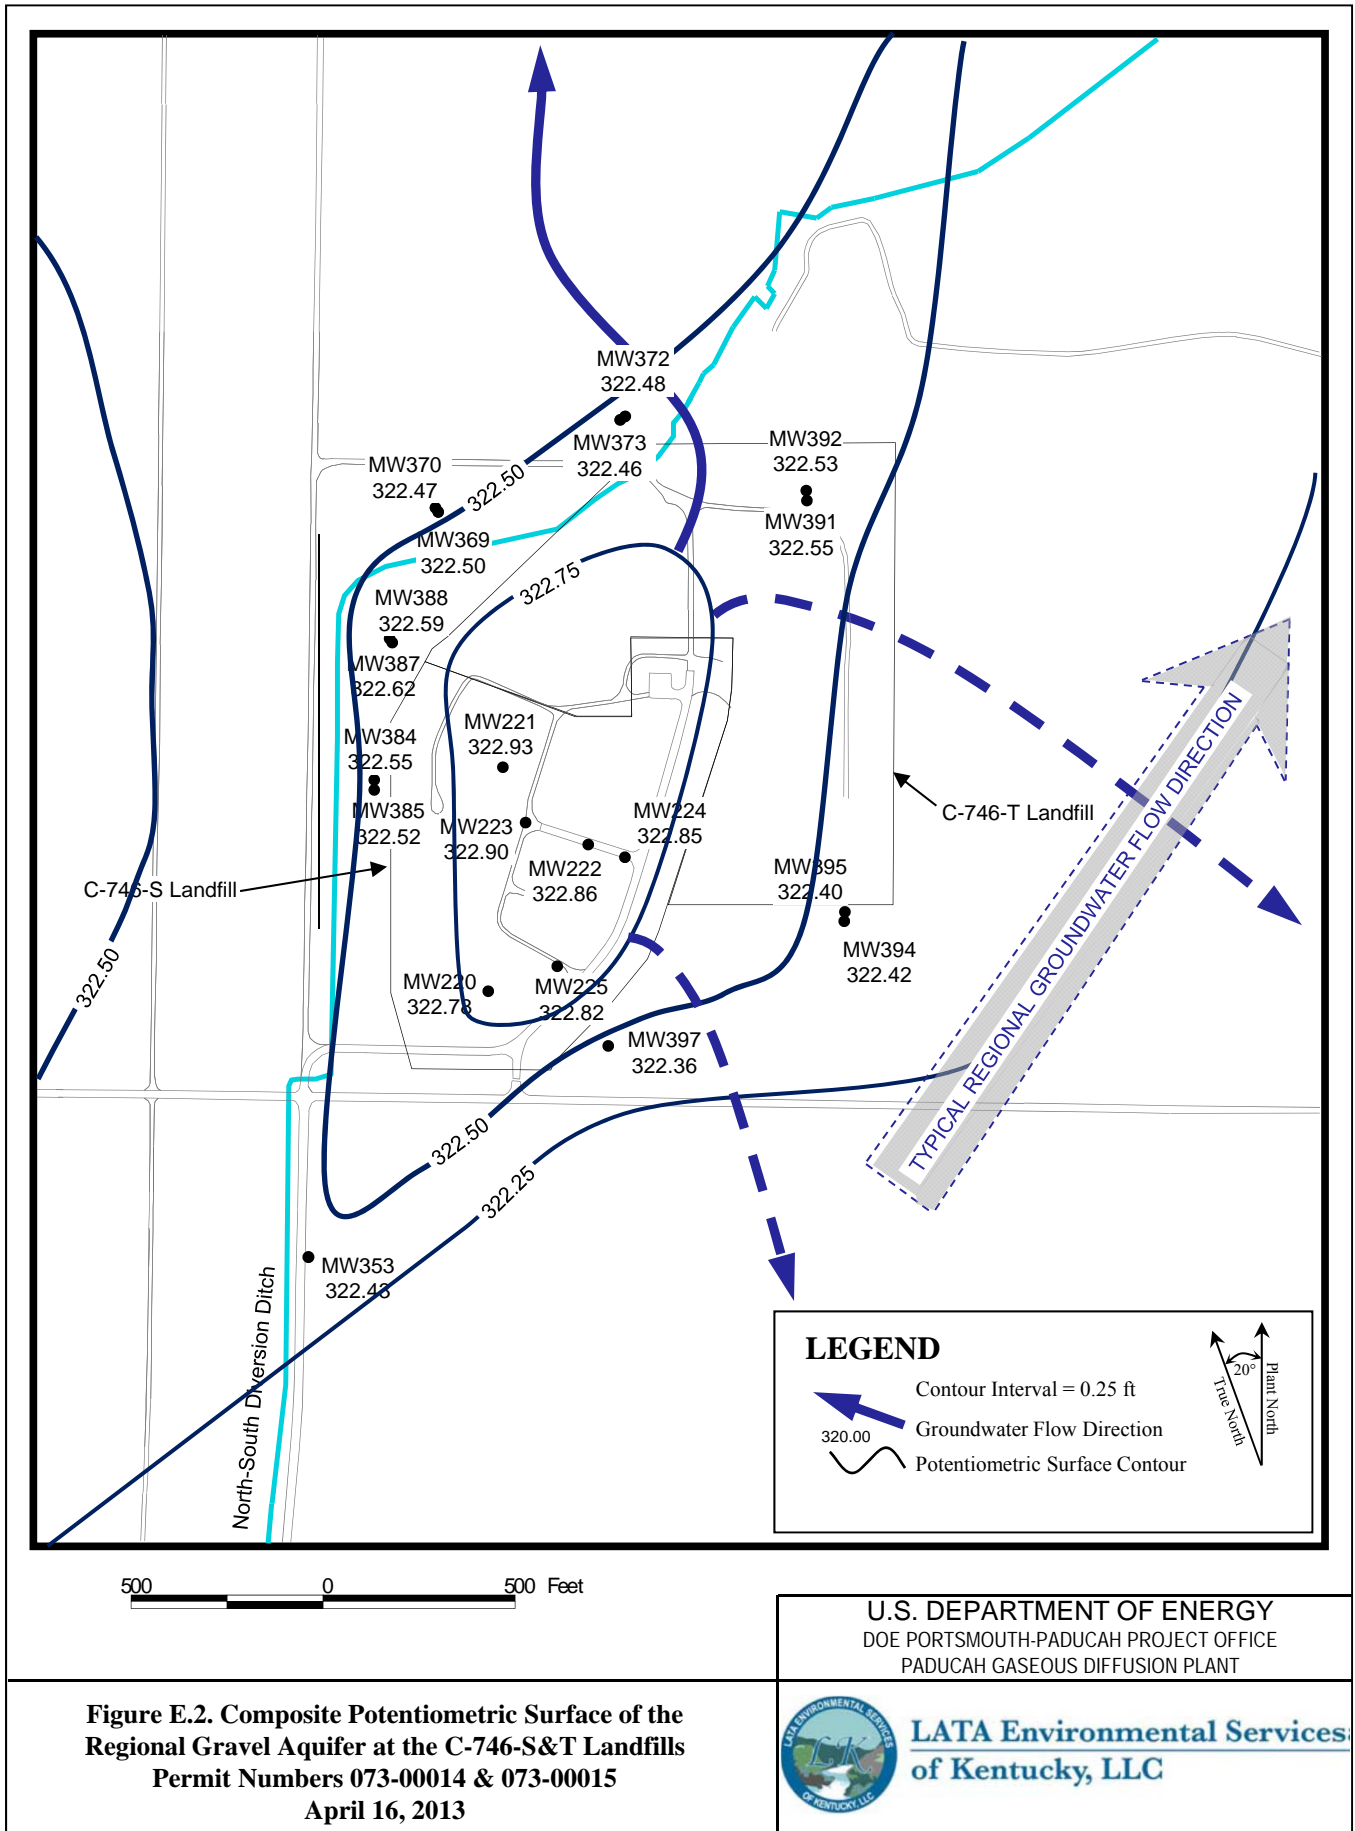 MW372
322.48
MW373
322.46
MW392
322.53
MW370
322.47
322.50
MW391
322.55
MW369
322.50
322.75
MW388
322.59
MW387
322.62
MW221
322.93
MW384
322.55
MW385
322.52
MW223
322.90
MW224
322.85
MW222
322.86
C-746-T Landfill
MW395
322.40
C-746-S Landfill
MW394
322.42
322.50
MW220
322.78
MW225
322.82
MW397
322.36
322.50
322.25
TYPICAL REGIONAL GROUNDWATER FLOW DIRECTION
MW353
322.43
North-South Diversion Ditch
LEGEND
Contour Interval = 0.25 ft
320.00
Groundwater Flow Direction
Potentiometric Surface Contour
20°
True North
Plant North
500 0 500 Feet
U.S. DEPARTMENT OF ENERGY
DOE PORTSMOUTH-PADUCAH PROJECT OFFICE
PADUCAH GASEOUS DIFFUSION PLANT
Figure E.2. Composite Potentiometric Surface of the
Regional Gravel Aquifer at the C-746-S&T Landfills
Permit Numbers 073-00014 & 073-00015
April 16, 2013
LATA ENVIRONMENTAL SERVICES
LK
OF KENTUCKY, LLC
LATA Environmental Services
of Kentucky, LLC